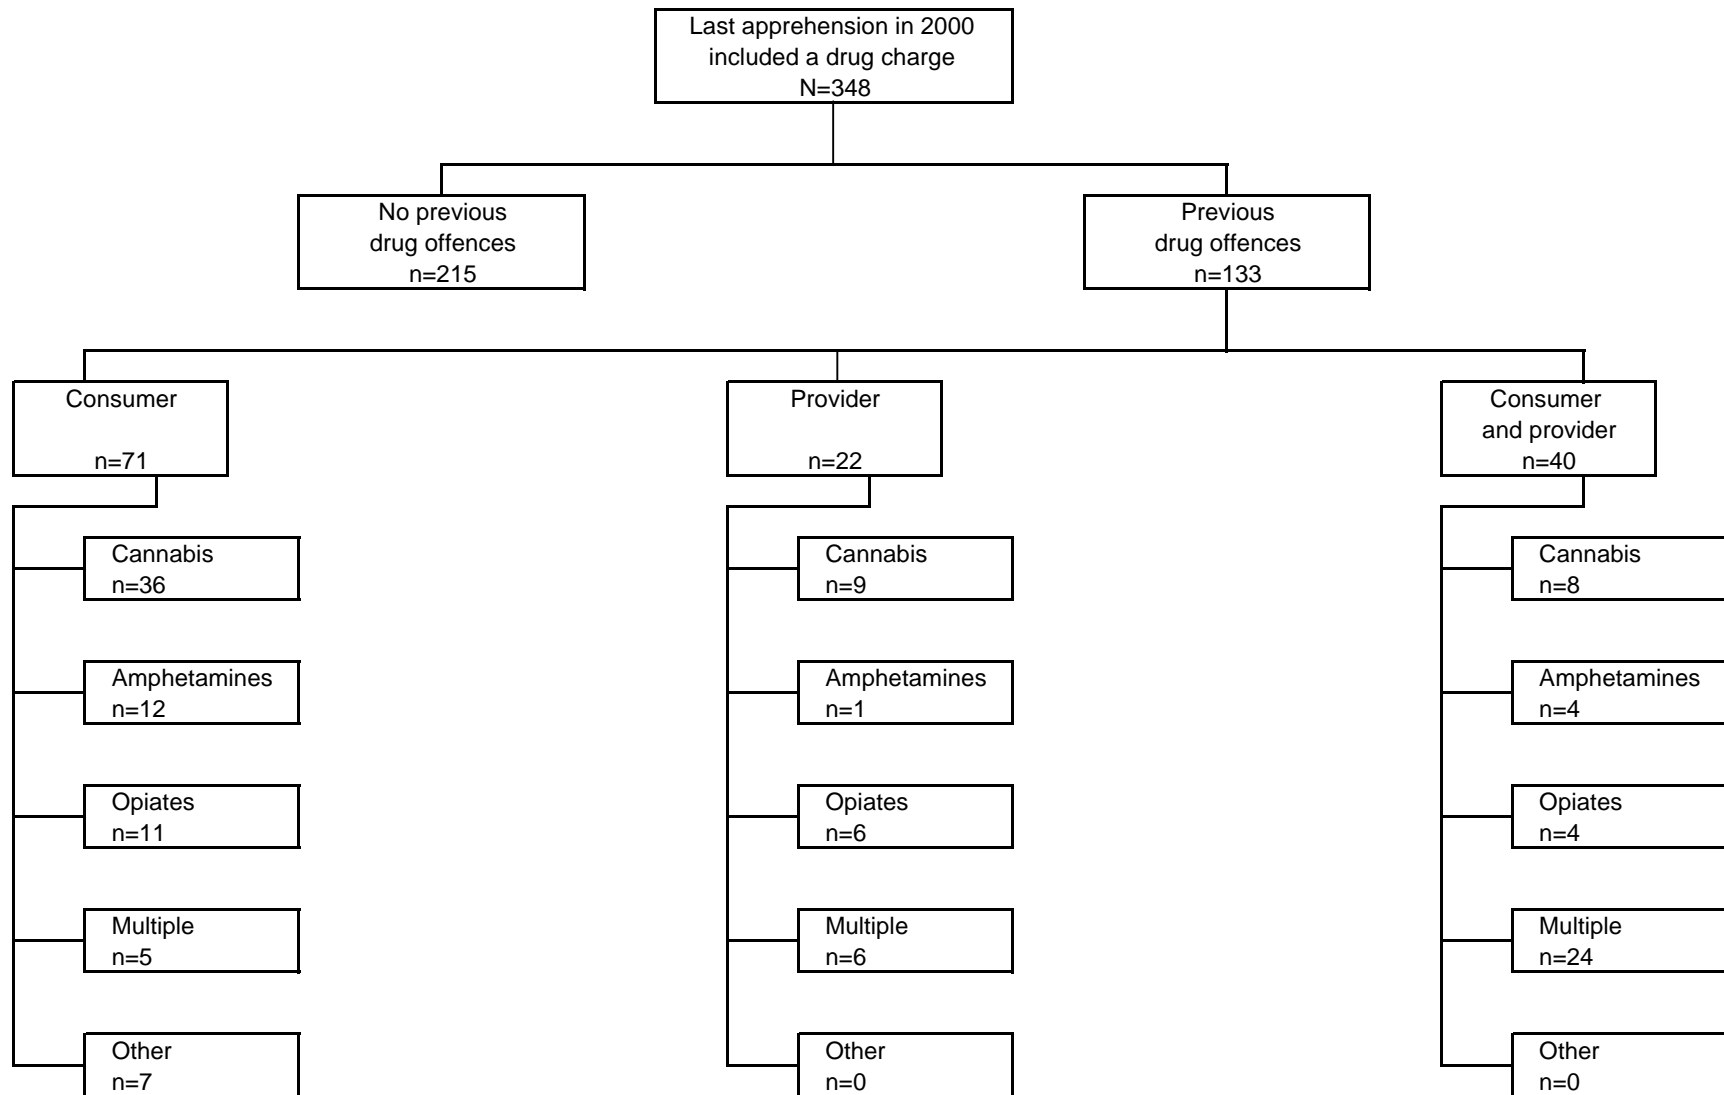 Last apprehension in 2000
included a drug charge
N=348
No previous
drug offences
n=215
Previous
drug offences
n=133
Consumer
n=71
Provider
n=22
Consumer
and provider
n=40
Cannabis
n=36
Amphetamines
n=12
Opiates
n=11
Multiple
n=5
Other
n=7
Cannabis
n=9
Amphetamines
n=1
Opiates
n=6
Multiple
n=6
Other
n=0
Cannabis
n=8
Amphetamines
n=4
Opiates
n=4
Multiple
n=24
Other
n=0